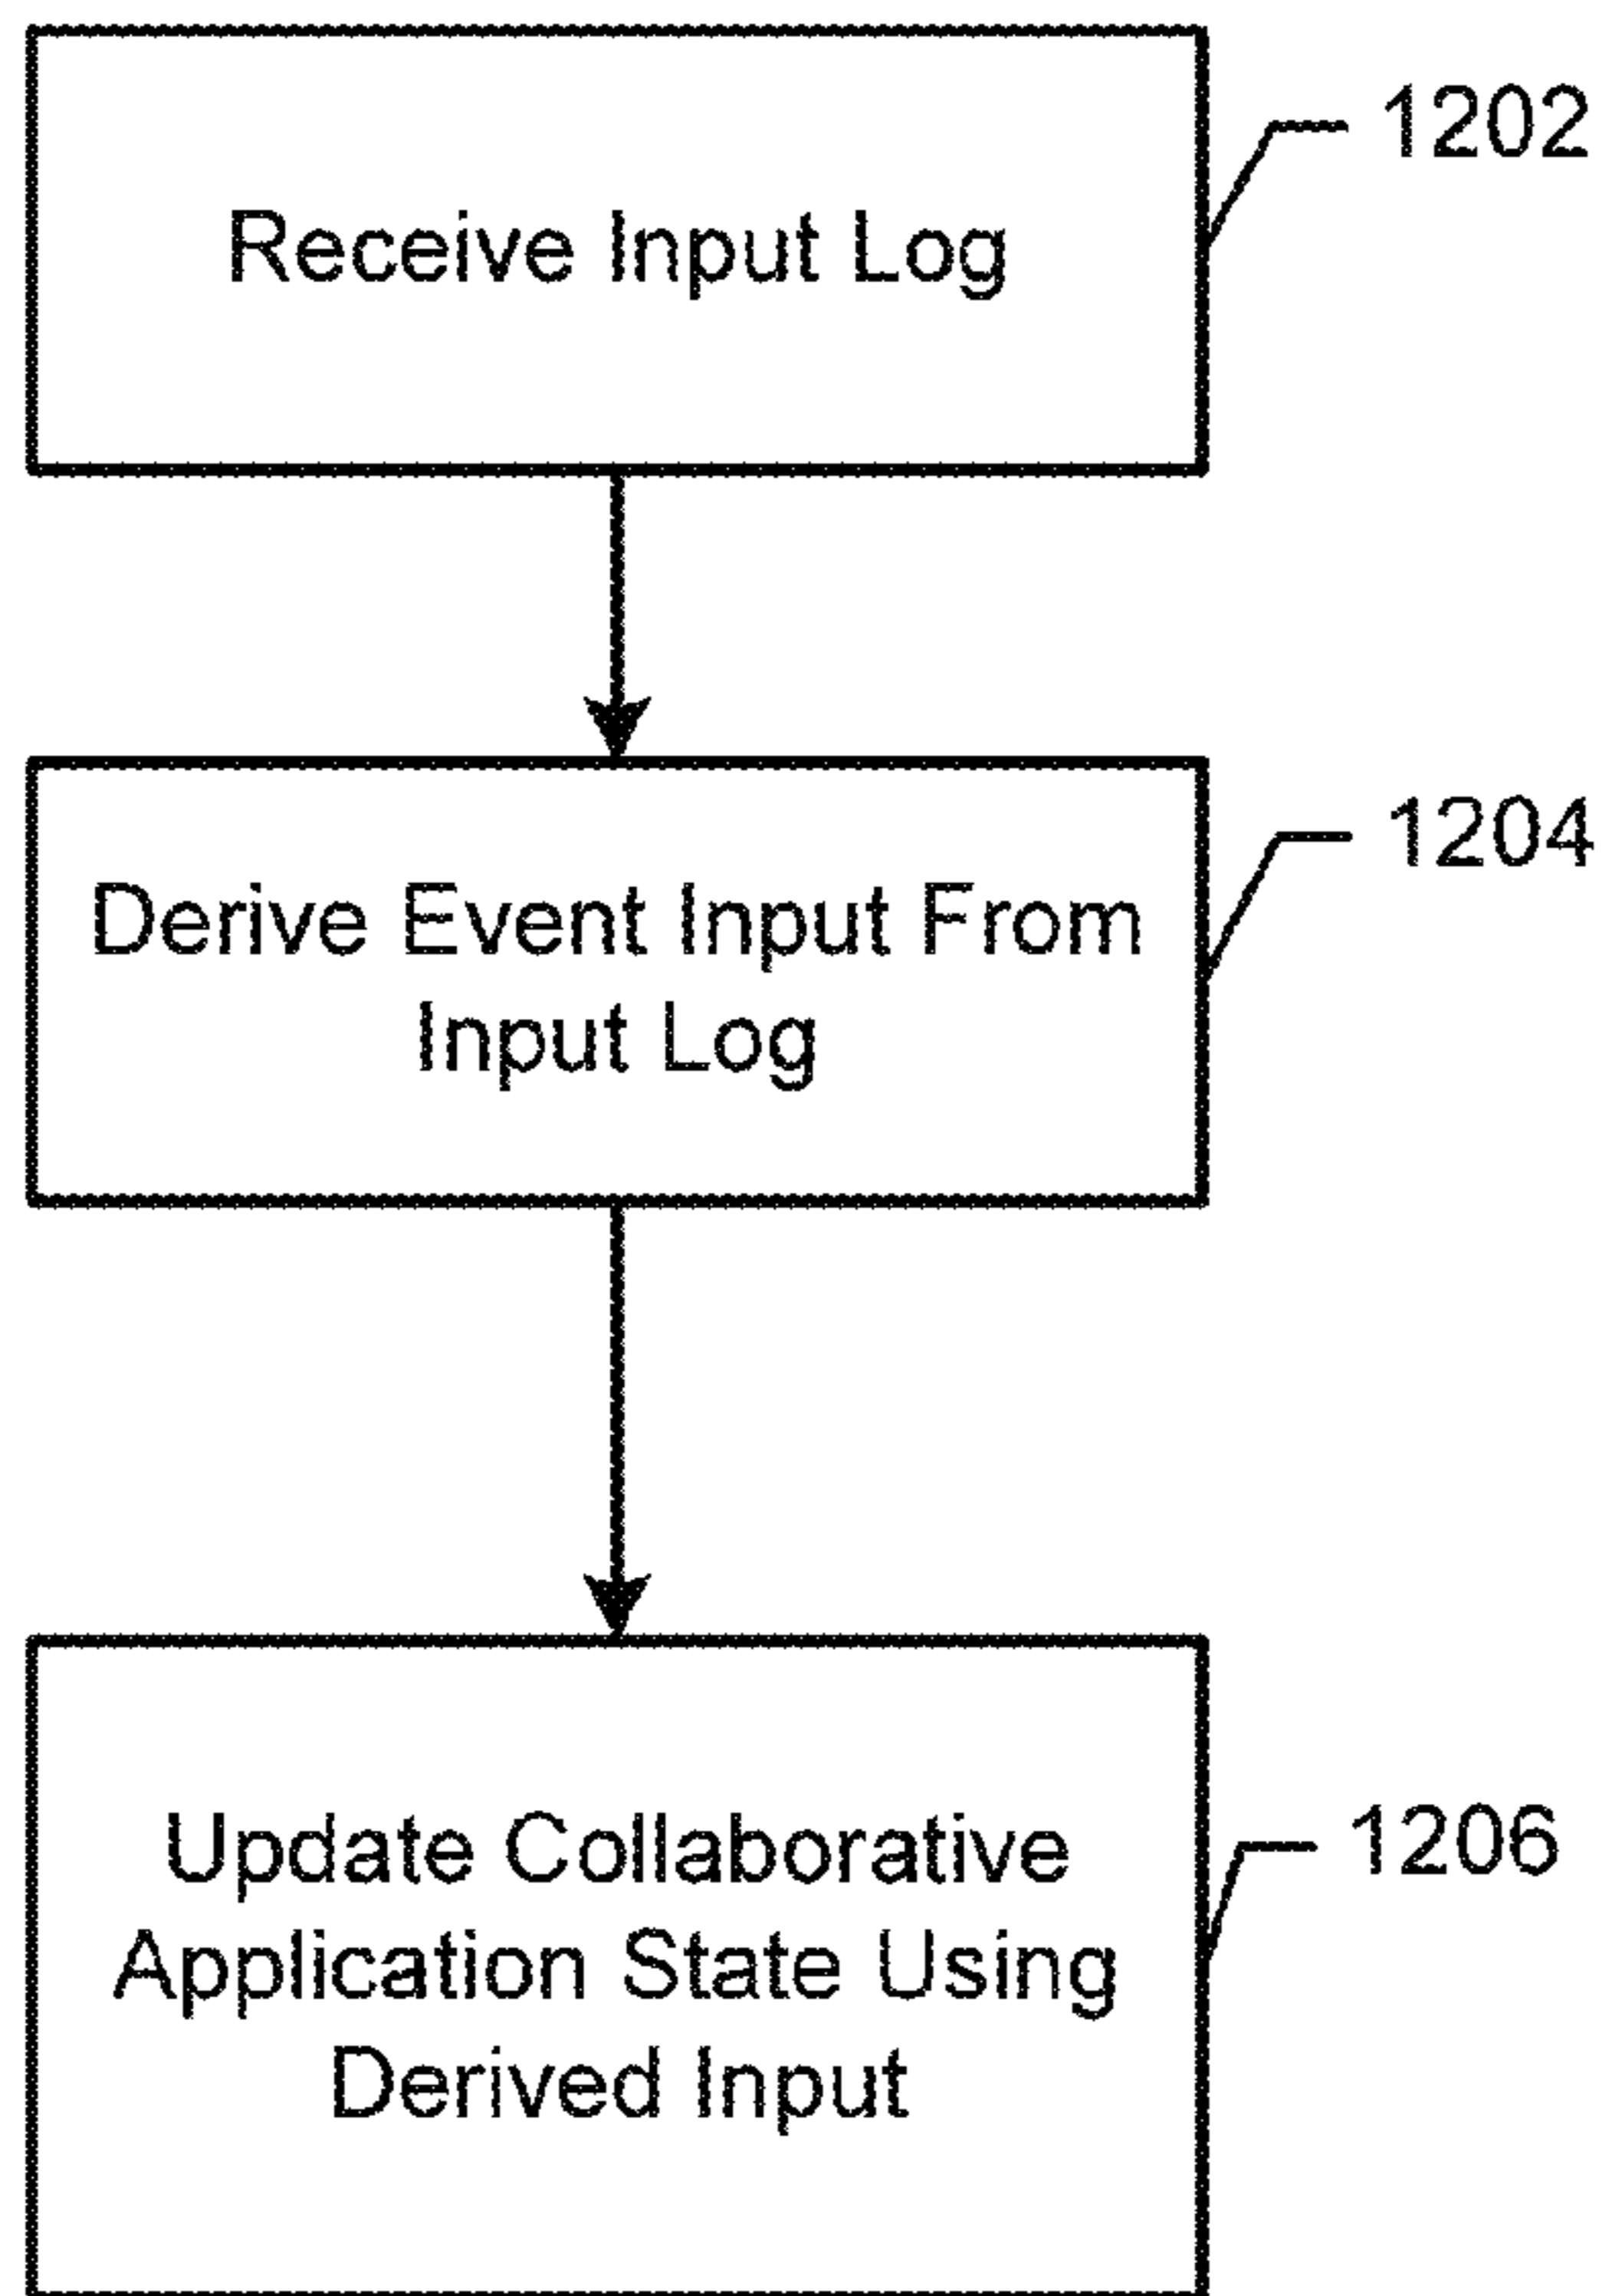 Receive Input Log
1202
Derive Event Input From
Input Log
1204
Update Collaborative
Application State Using
Derived Input
1206